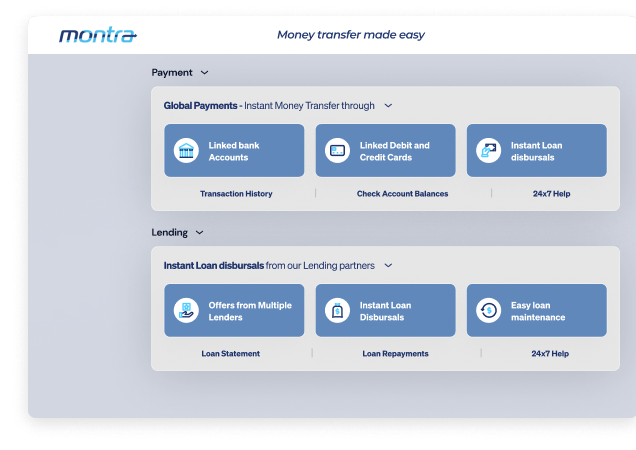 montra
Money transfer made easy
Payment
Global Payments - Instant Money Transfer through
Linked bank
Accounts
Linked Debit and
Credit Cards
Instant Loan
disbursals
Transaction History
Check Account Balances
24x7 Help
Lending
Instant Loan disbursals from our Lending partners
Offers from Multiple
Lenders
Instant Loan
Disbursals
Easy loan
maintenance
Loan Statement
Loan Repayments
24x7 Help